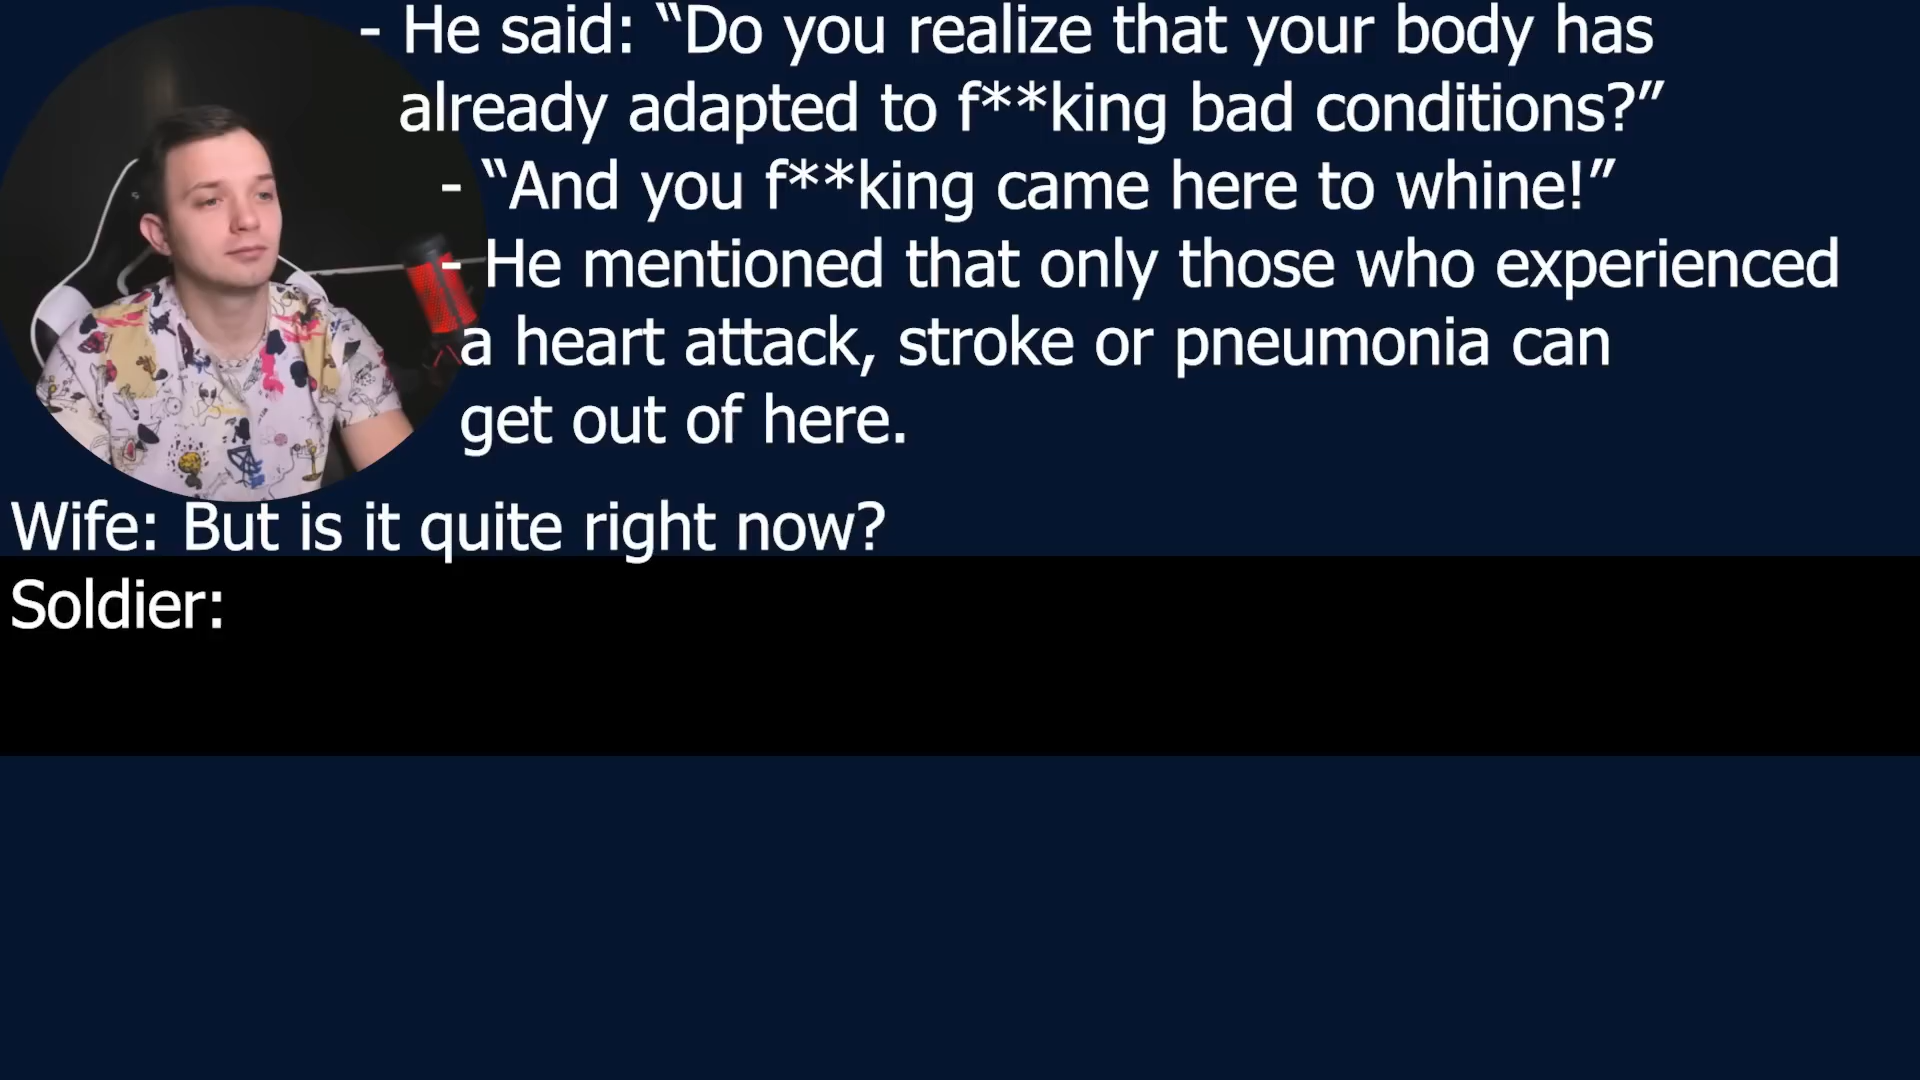 - He said: “Do you realize that your body has
already adapted to f**king bad conditions?”
- “And you f**king came here to whine!”
- He mentioned that only those who experienced
a heart attack, stroke or pneumonia can
get out of here.
Wife: But is it quite right now?
Soldier: